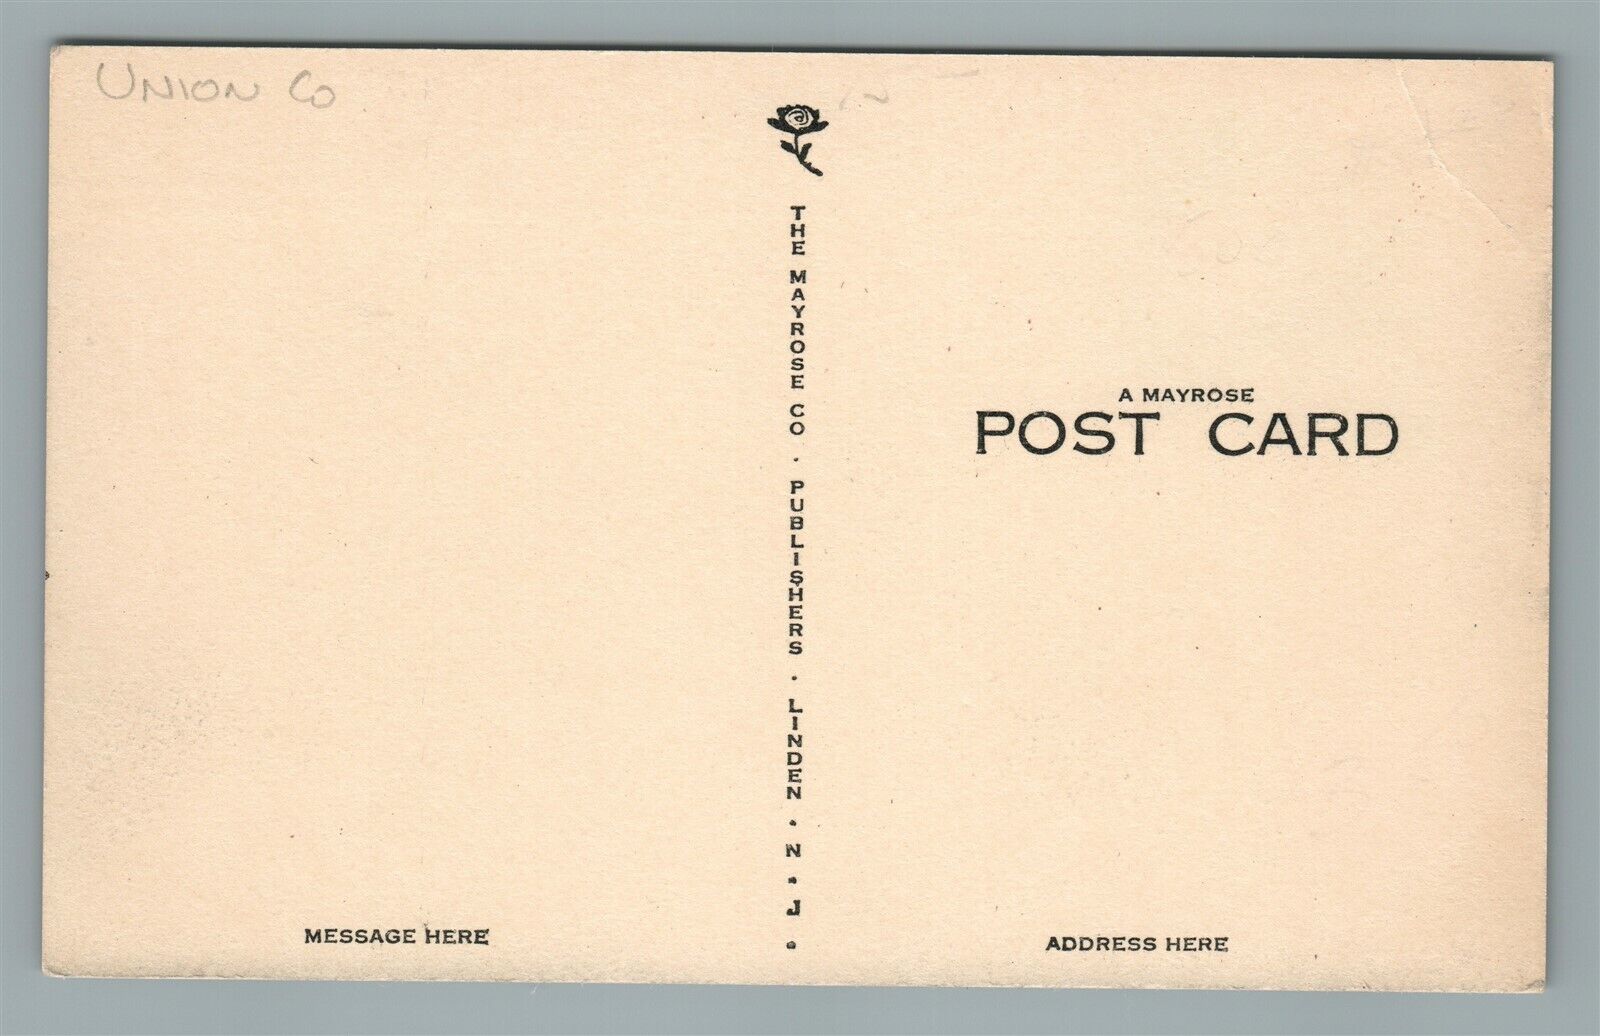 UNION CO
THE MAYROSE CO · PUBLISHERS · LINDEN · N · J ·
A MAYROSE
POST CARD
MESSAGE HERE
ADDRESS HERE